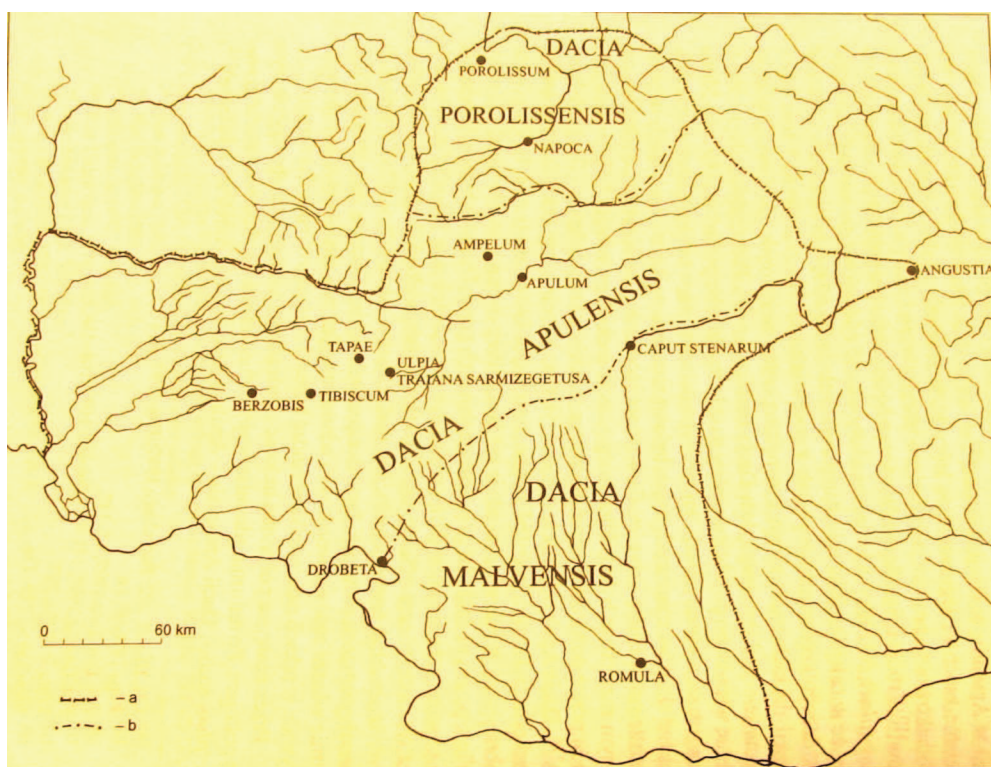 DACIA
POROLISSUM
POROLISSENSIS
NAPOCA
AMPELUM
APULUM
ANGUSTIA
APULENSIS
CAPUT STENARUM
TAPAE
ULPIA
TRAIANA SARMIZEGETUSA
BERZOBIS
TIBISCUM
DACIA
DACIA
DROBETA
MALVENSIS
0 60 km
ROMULA
– a
– b